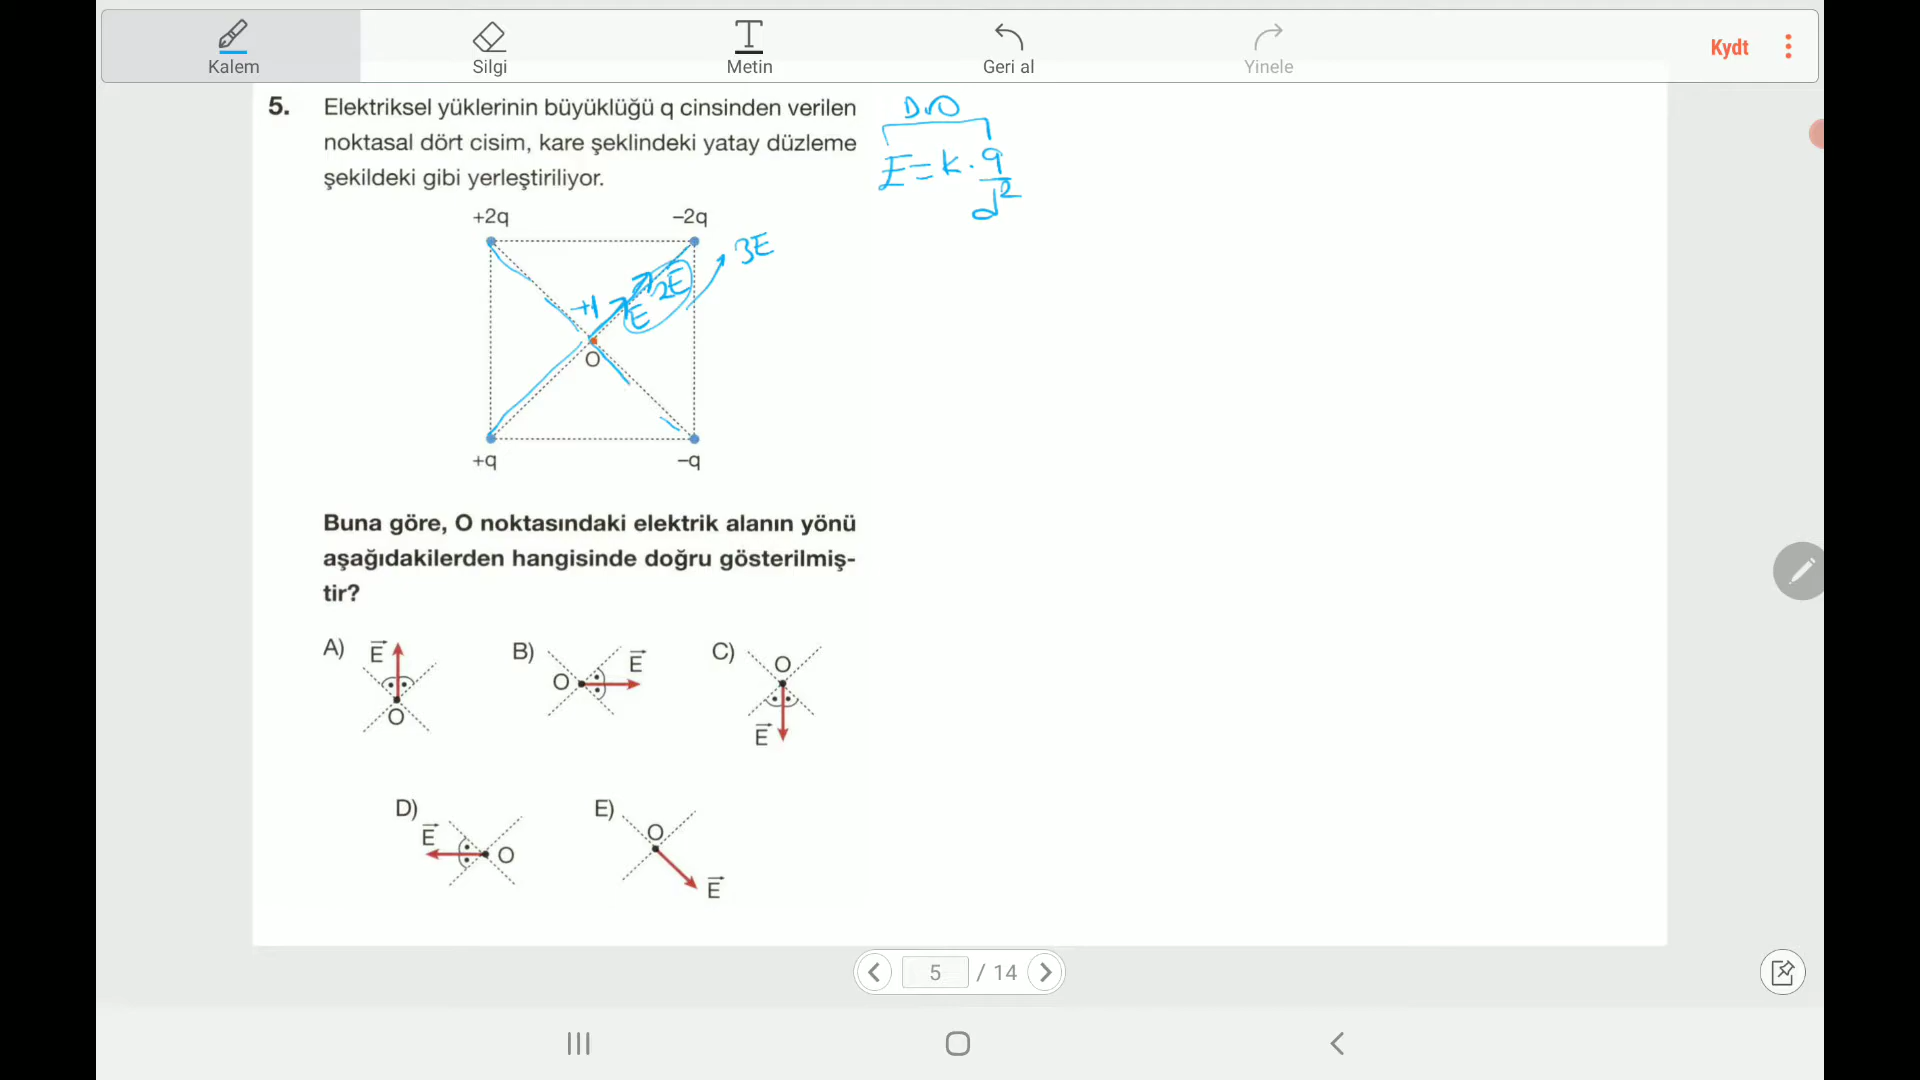 Kalem
Silgi
Metin
Geri al
Yinele
Kydt
5. Elektriksel yüklerinin büyüklüğü q cinsinden verilen
noktasal dört cisim, kare şeklindeki yatay düzleme
şekildeki gibi yerleştiriliyor.
D.O
E = k · q
d²
+2q
−2q
3E
2E
+1
E
O
+q
−q
Buna göre, O noktasındaki elektrik alanın yönü
aşağıdakilerden hangisinde doğru gösterilmiş-
tir?
A) E O
B) O E
C) O E
D) E O
E) O E
5 / 14